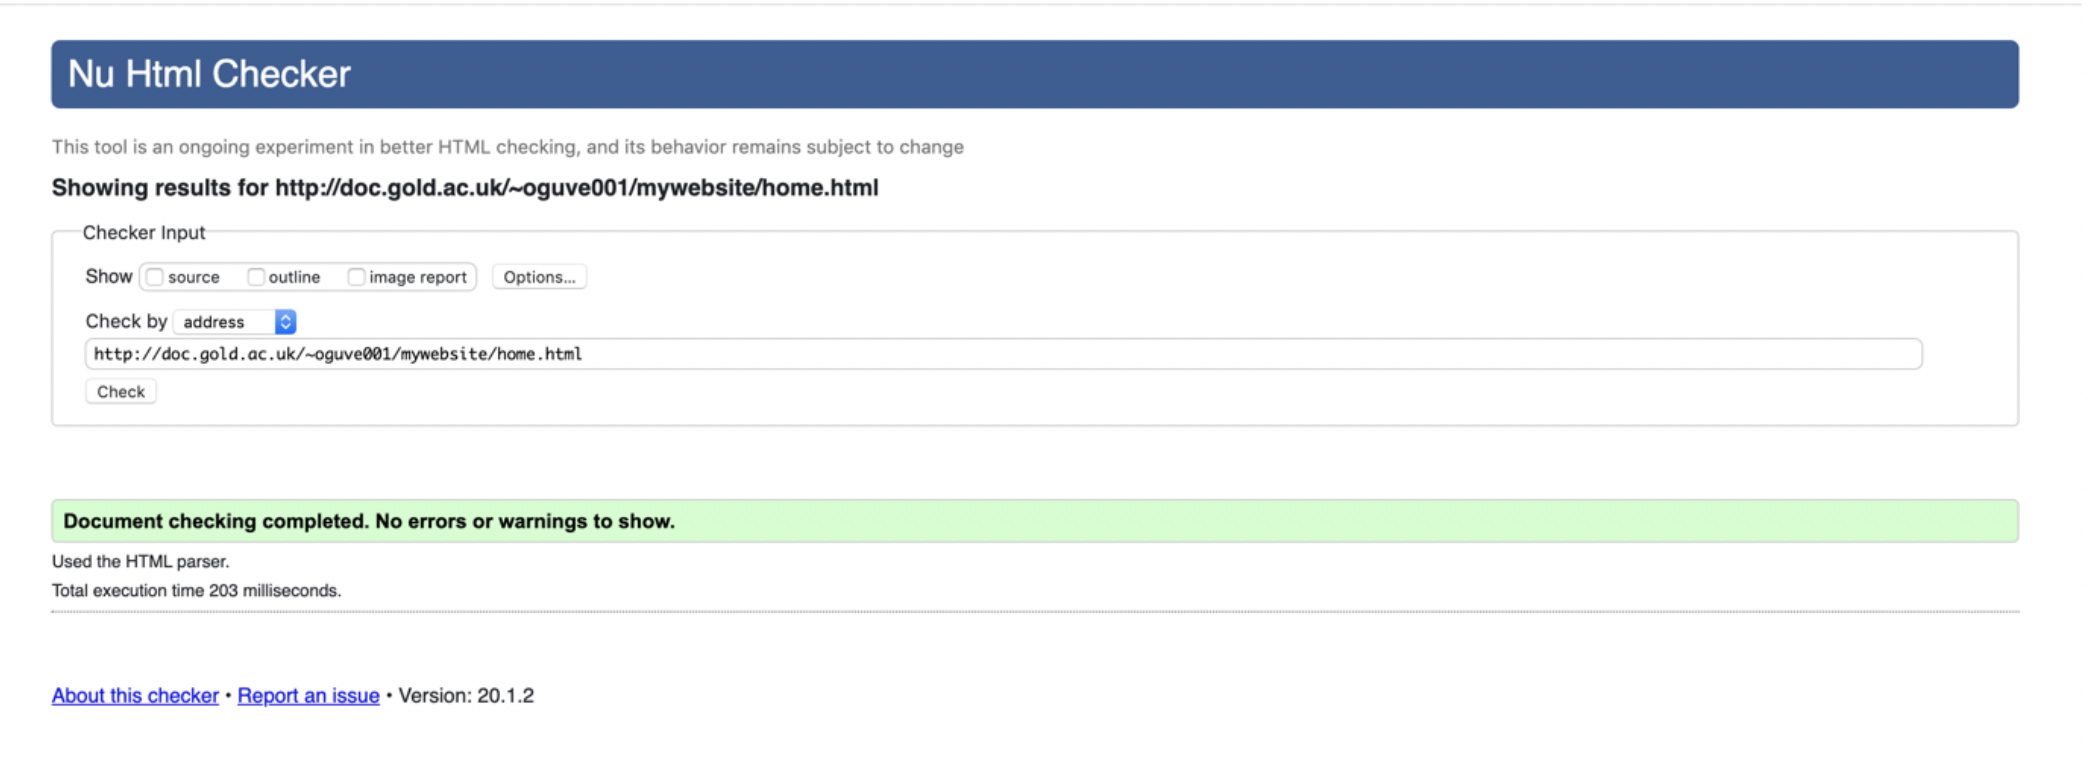 Nu Html Checker
This tool is an ongoing experiment in better HTML checking, and its behavior remains subject to change
Showing results for http://doc.gold.ac.uk/~oguve001/mywebsite/home.html
Checker Input
Show source outline image report Options...
Check by address
http://doc.gold.ac.uk/~oguve001/mywebsite/home.html
Check
Document checking completed. No errors or warnings to show.
Used the HTML parser.
Total execution time 203 milliseconds.
About this checker • Report an issue • Version: 20.1.2